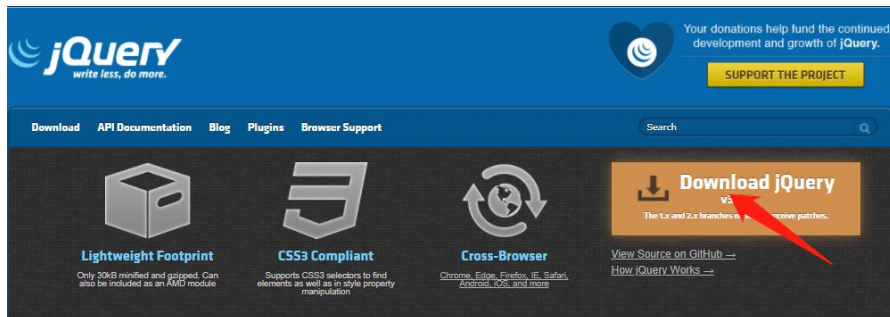 jQuery
write less, do more.
Your donations help fund the continued
development and growth of jQuery.
SUPPORT THE PROJECT
Download API Documentation Blog Plugins Browser Support
Search
Download jQuery
The 1.x and 2.x branches receive patches.
Lightweight Footprint
Only 30kB minified and gzipped. Can
also be included as an AMD module
CSS3 Compliant
Supports CSS3 selectors to find
elements as well as in style property
manipulation
Cross-Browser
Chrome, Edge, Firefox, IE, Safari,
Android, iOS, and more
View Source on GitHub →
How jQuery Works →